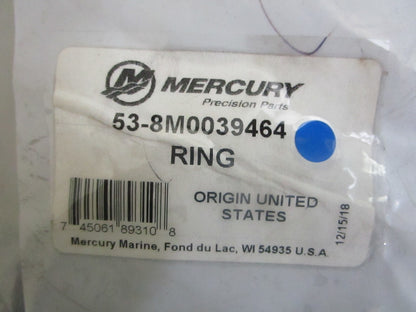 MERCURY
Precision Parts
53-8M0039464
RING
ORIGIN UNITED
STATES
7 45061 89310 8
12/15/18
Mercury Marine, Fond du Lac, WI 54935 U.S.A.